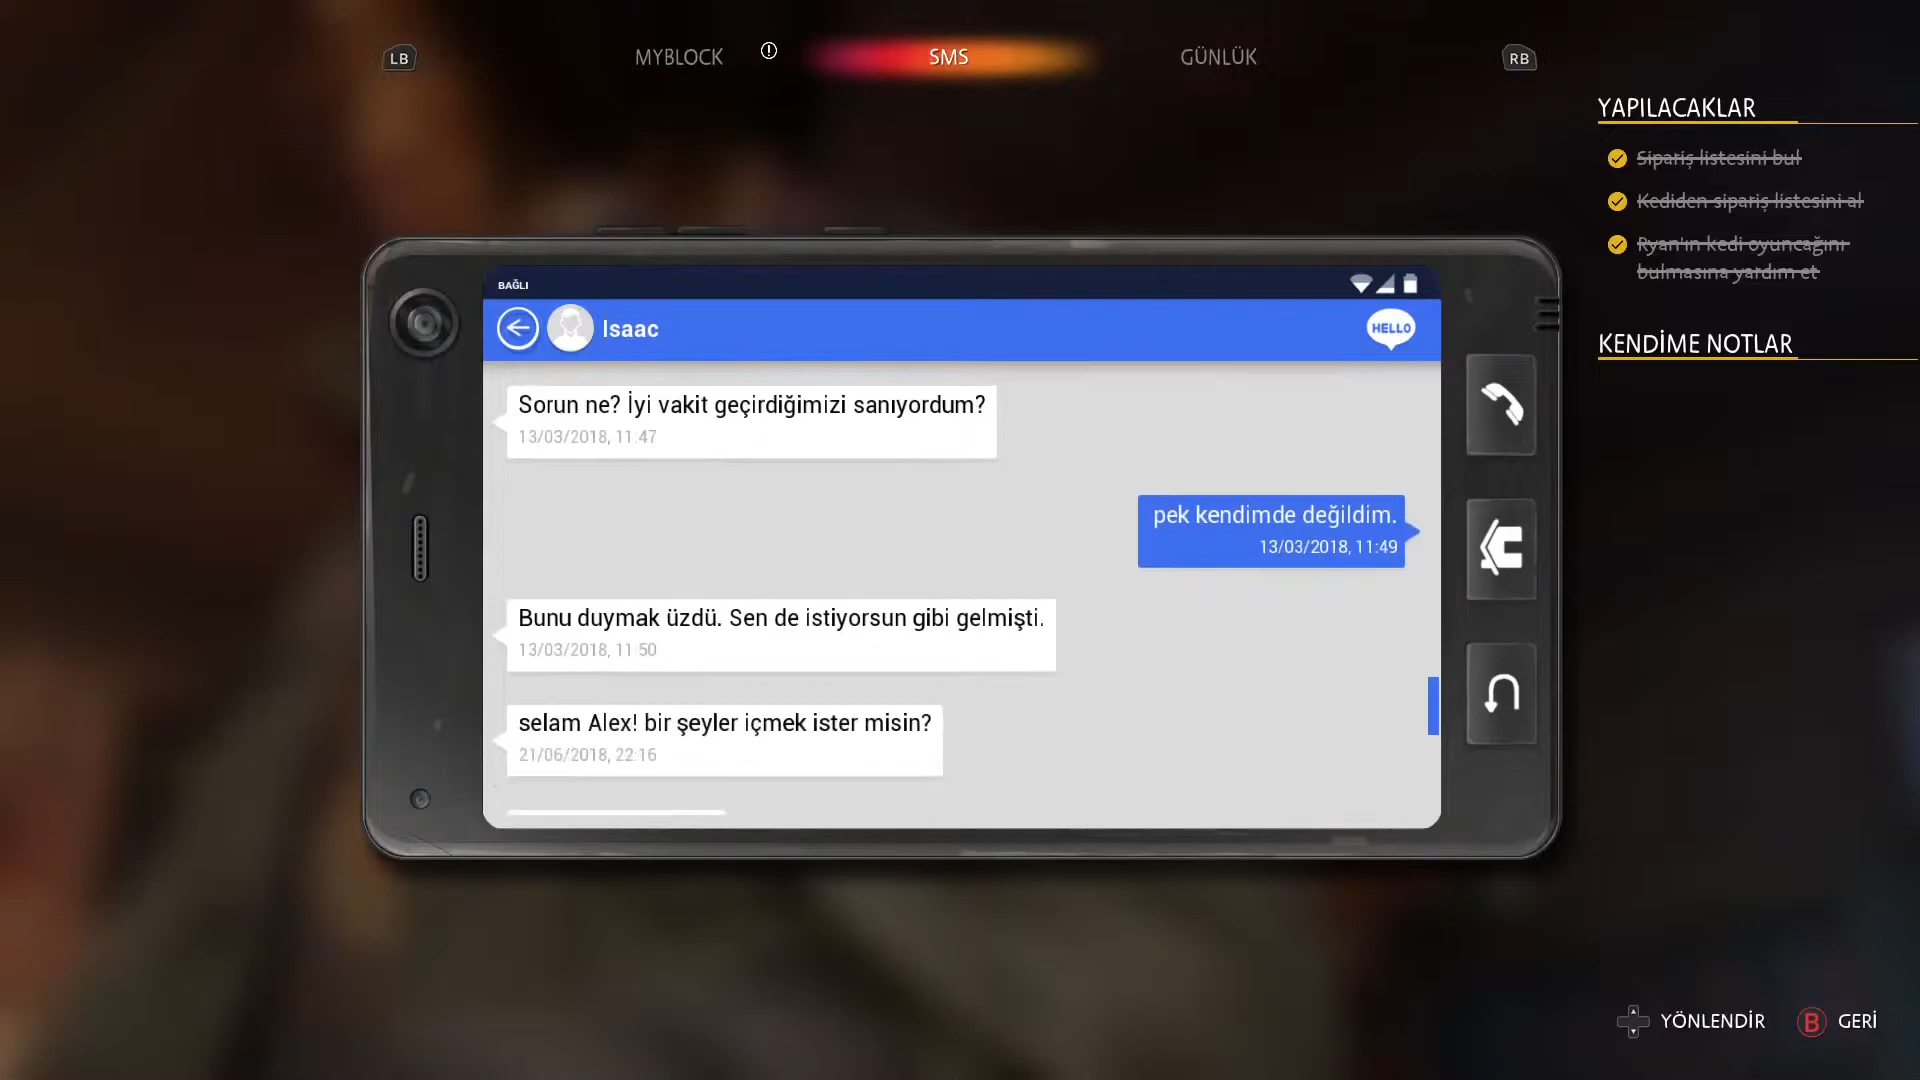 LB
MYBLOCK
SMS
GÜNLÜK
RB
YAPILACAKLAR
Sipariş listesini bul
Kediden sipariş listesini al
Ryan'ın kedi oyuncağını
bulmasına yardım et
KENDİME NOTLAR
BAĞLI
Isaac
HELLO
Sorun ne? İyi vakit geçirdiğimizi sanıyordum?
13/03/2018, 11:47
pek kendimde değildim.
13/03/2018, 11:49
Bunu duymak üzdü. Sen de istiyorsun gibi gelmişti.
13/03/2018, 11:50
selam Alex! bir şeyler içmek ister misin?
21/06/2018, 22:16
YÖNLENDİR
B GERİ